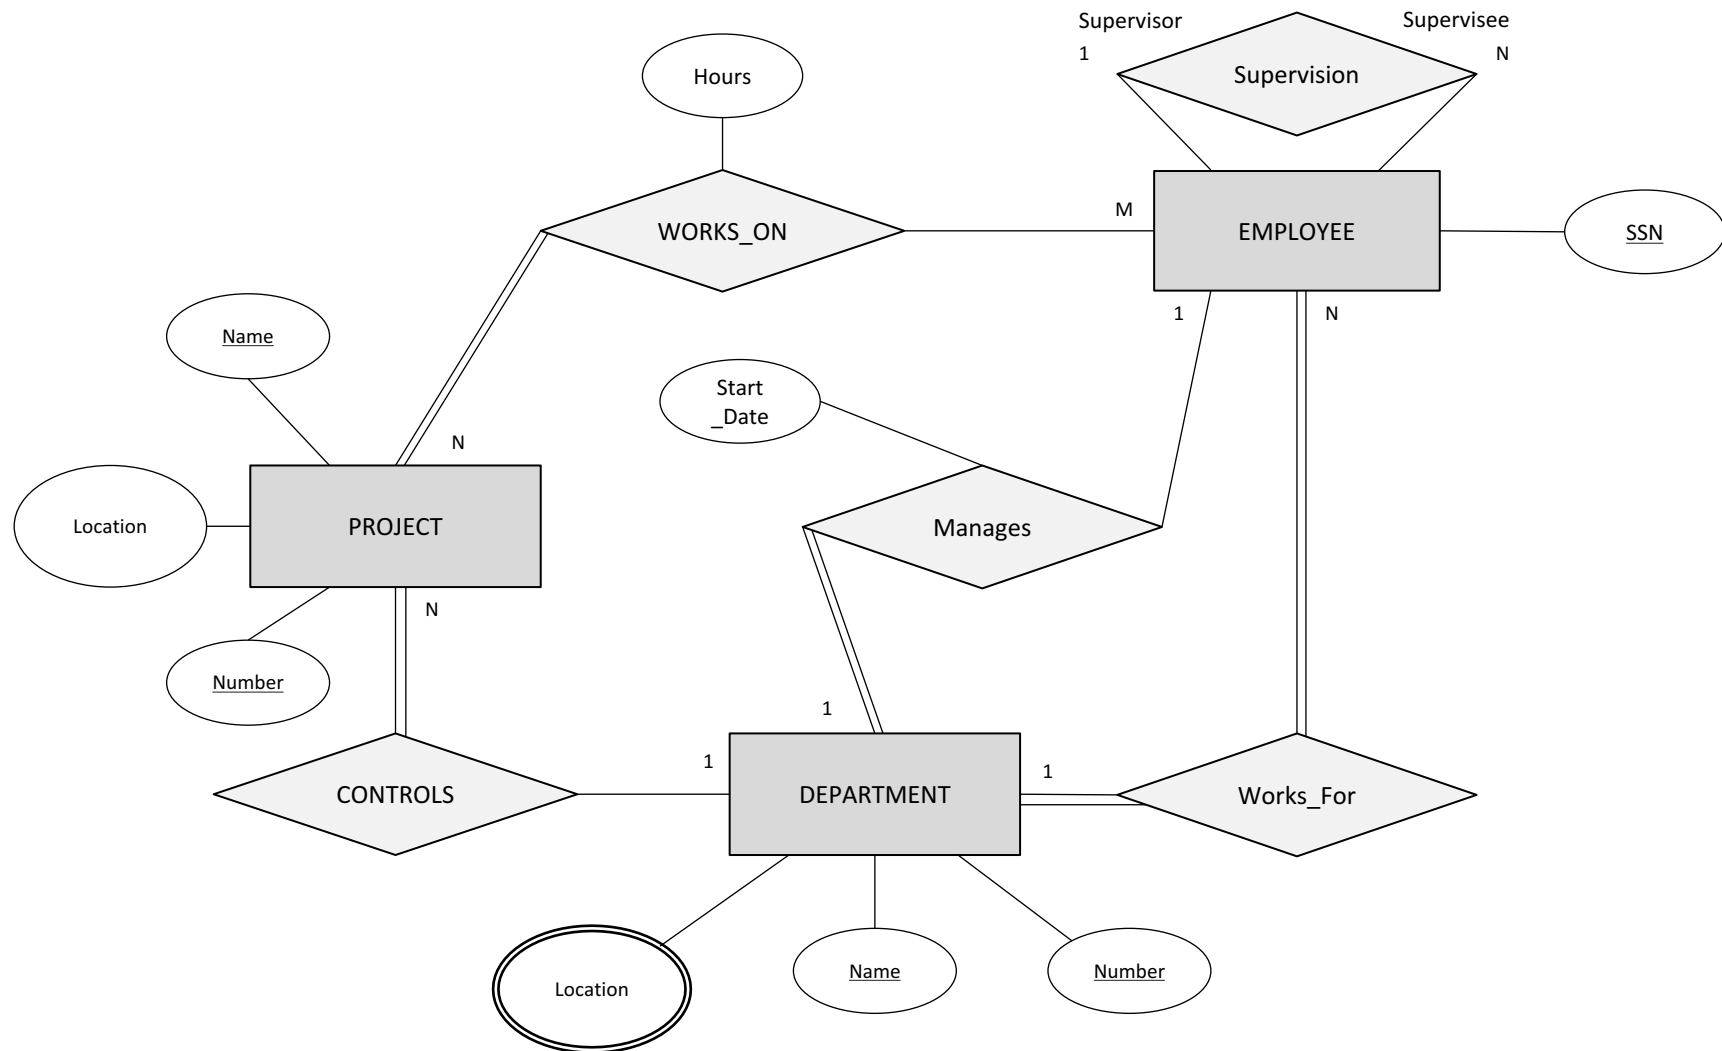 Supervisor
Supervisee
1
N
Supervision
Hours
WORKS_ON
M
EMPLOYEE
SSN
1
N
Name
Start
_Date
N
Location
PROJECT
Manages
N
Number
1
CONTROLS
1
DEPARTMENT
1
Works_For
Location
Name
Number